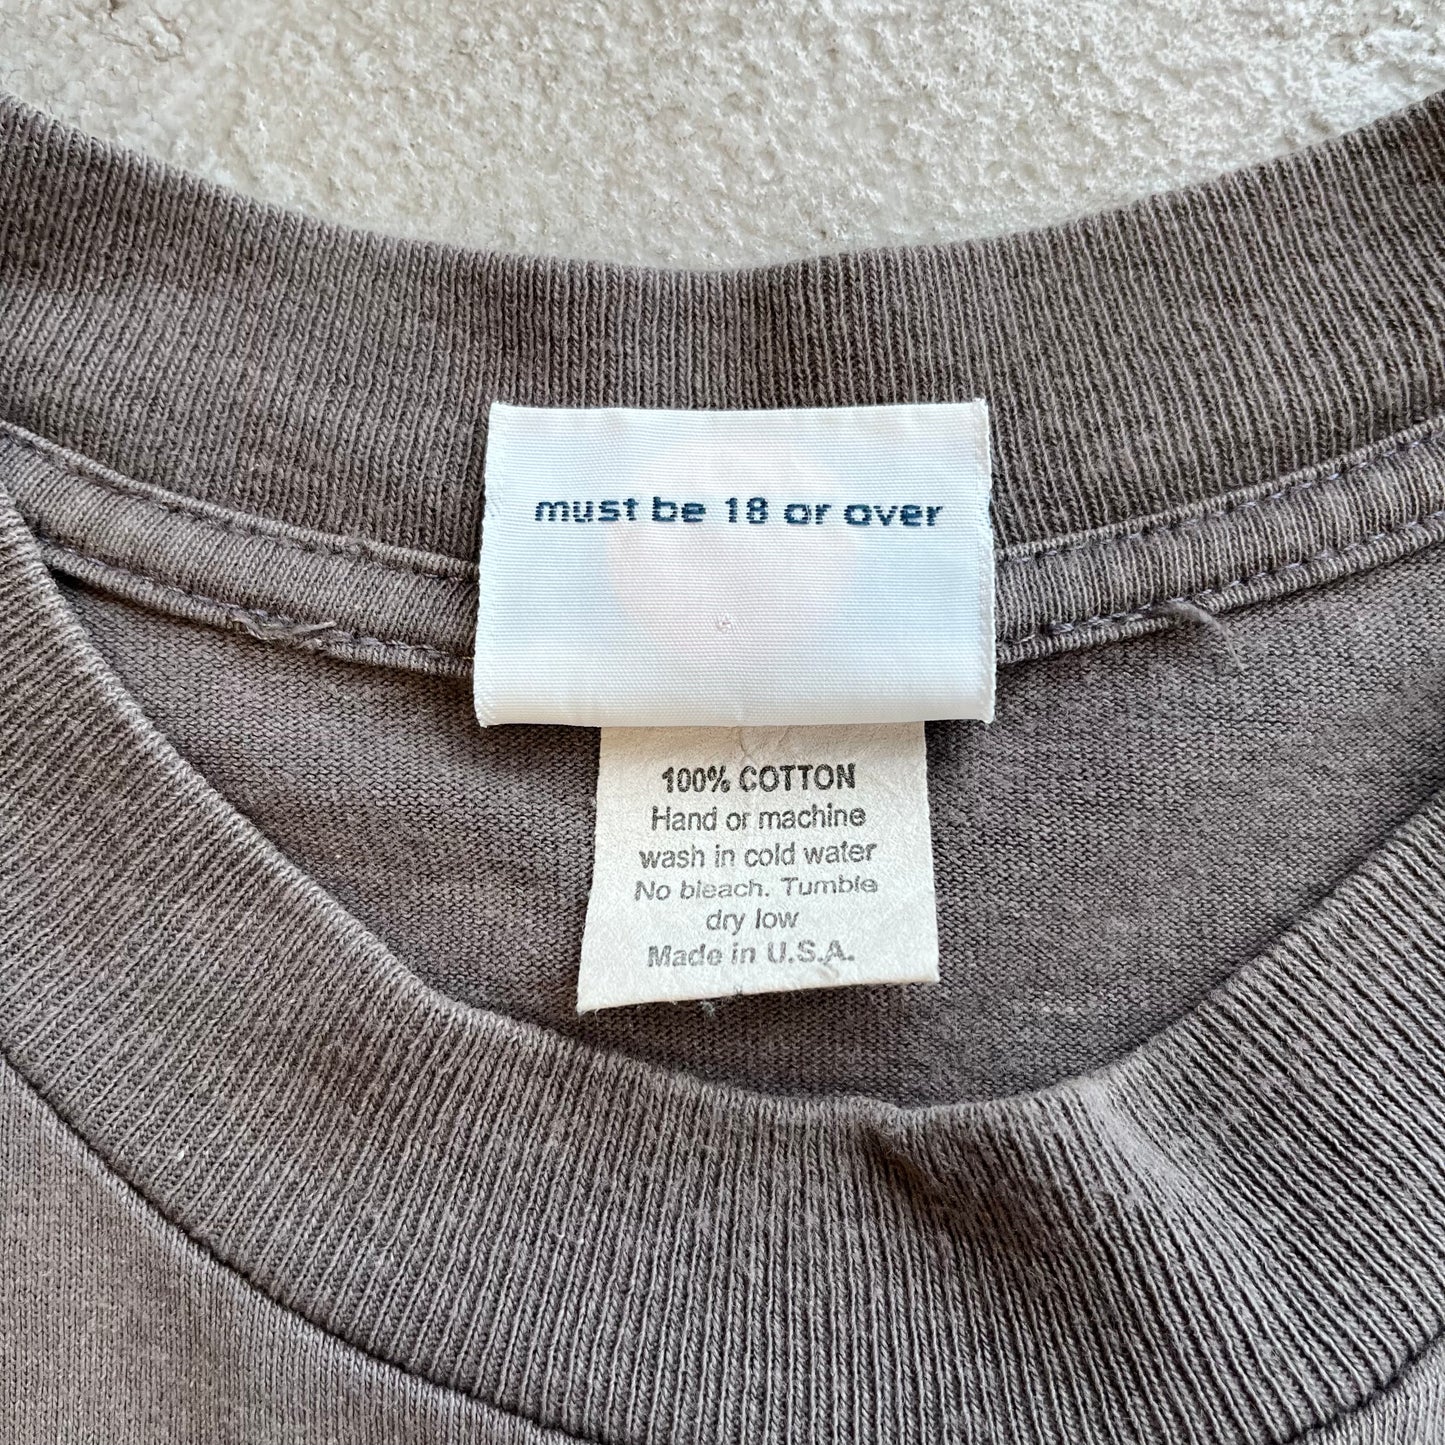 must be 18 or over
100% COTTON
Hand or machine
wash in cold water
No bleach. Tumble
dry low
Made in U.S.A.